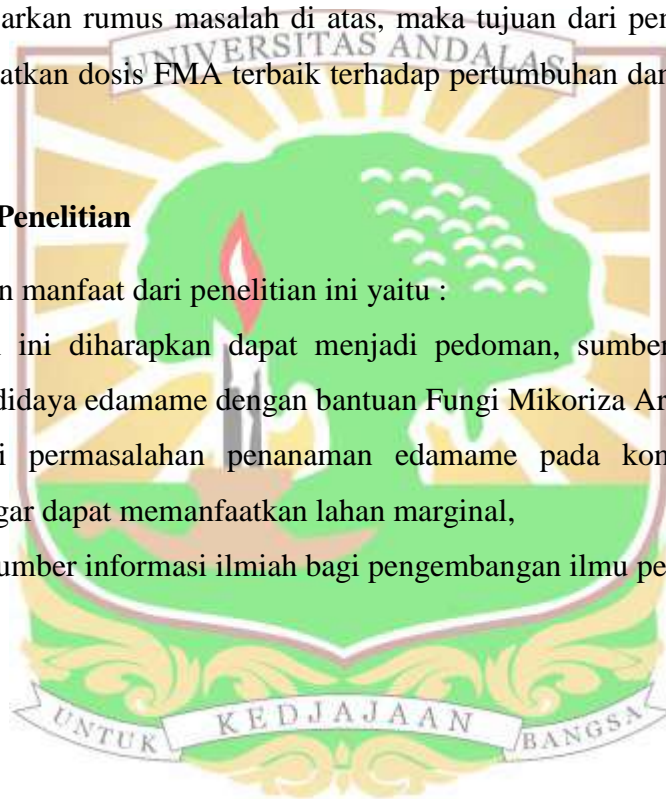 arkan rumus masalah di atas, maka tujuan dari pen
UNIVERSITAS ANDALAS
atkan dosis FMA terbaik terhadap pertumbuhan dan
Penelitian
n manfaat dari penelitian ini yaitu :
ini diharapkan dapat menjadi pedoman, sumber
didaya edamame dengan bantuan Fungi Mikoriza Ar
i permasalahan penanaman edamame pada kon
gar dapat memanfaatkan lahan marginal,
umber informasi ilmiah bagi pengembangan ilmu pe
UNTUK KEDJAJAAN BANGSA